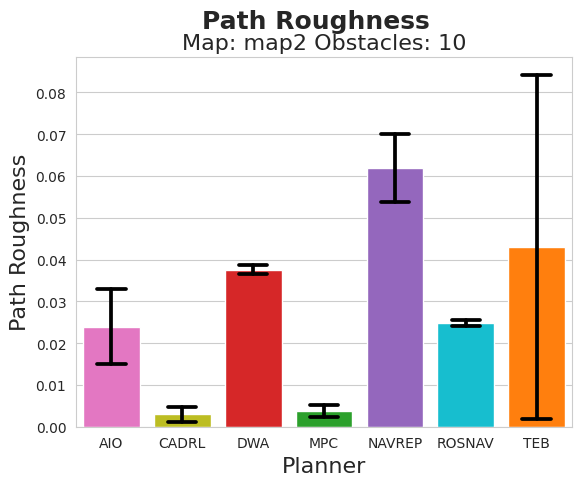 Path Roughness
Map: map2 Obstacles: 10
Path Roughness
0.08
0.07
0.06
0.05
0.04
0.03
0.02
0.01
0.00
AIO CADRL DWA MPC NAVREP ROSNAV TEB
Planner